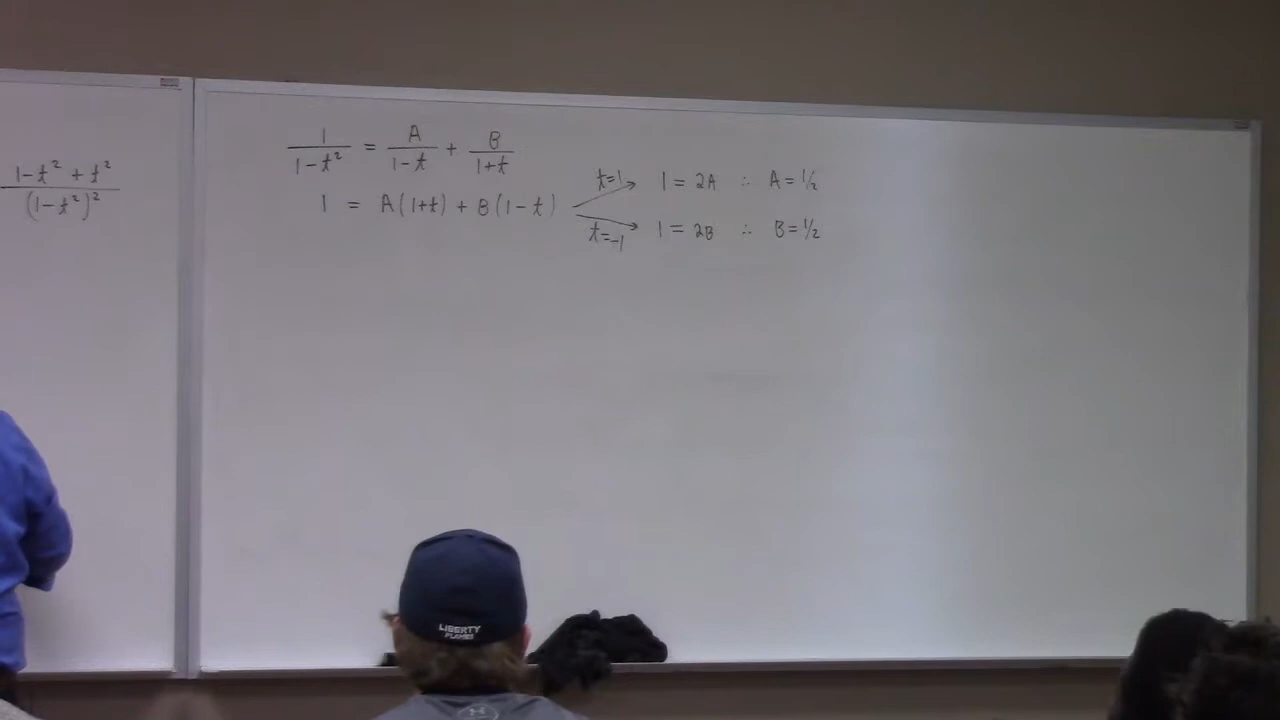 1-t² + t²
(1-t²)²
1/(1-t²) = A/(1-t) + B/(1+t)
1 = A(1+t) + B(1-t)
t=1 1 = 2A ∴ A = 1/2
t=-1 1 = 2B ∴ B = 1/2
LIBERTY
FLAMES